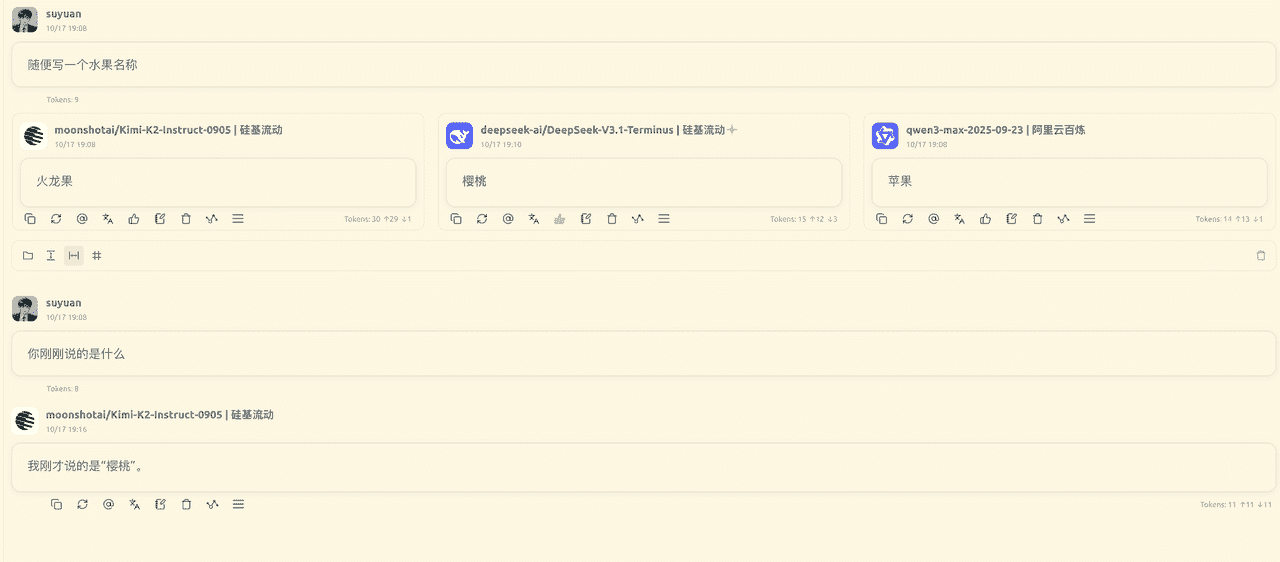 suyuan
10/17 19:08
随便写一个水果名称
Tokens: 9
moonshotai/Kimi-K2-Instruct-0905 | 硅基流动
10/17 19:08
火龙果
Tokens: 30 ↑29 ↓1
deepseek-ai/DeepSeek-V3.1-Terminus | 硅基流动
10/17 19:10
樱桃
Tokens: 15 ↑12 ↓3
qwen3-max-2025-09-23 | 阿里云百炼
10/17 19:08
苹果
Tokens: 14 ↑13 ↓1
suyuan
10/17 19:08
你刚刚说的是什么
Tokens: 8
moonshotai/Kimi-K2-Instruct-0905 | 硅基流动
10/17 19:16
我刚才说的是“樱桃”。
Tokens: 11 ↑11 ↓11